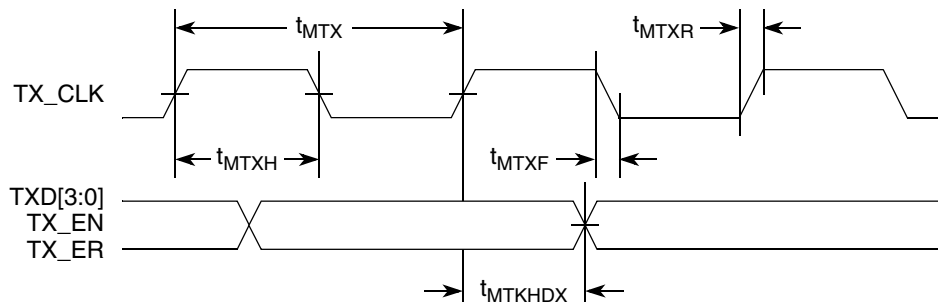 tMTX
tMTXR
TX_CLK
tMTXH
tMTXF
TXD[3:0]
TX_EN
TX_ER
tMTKHDX